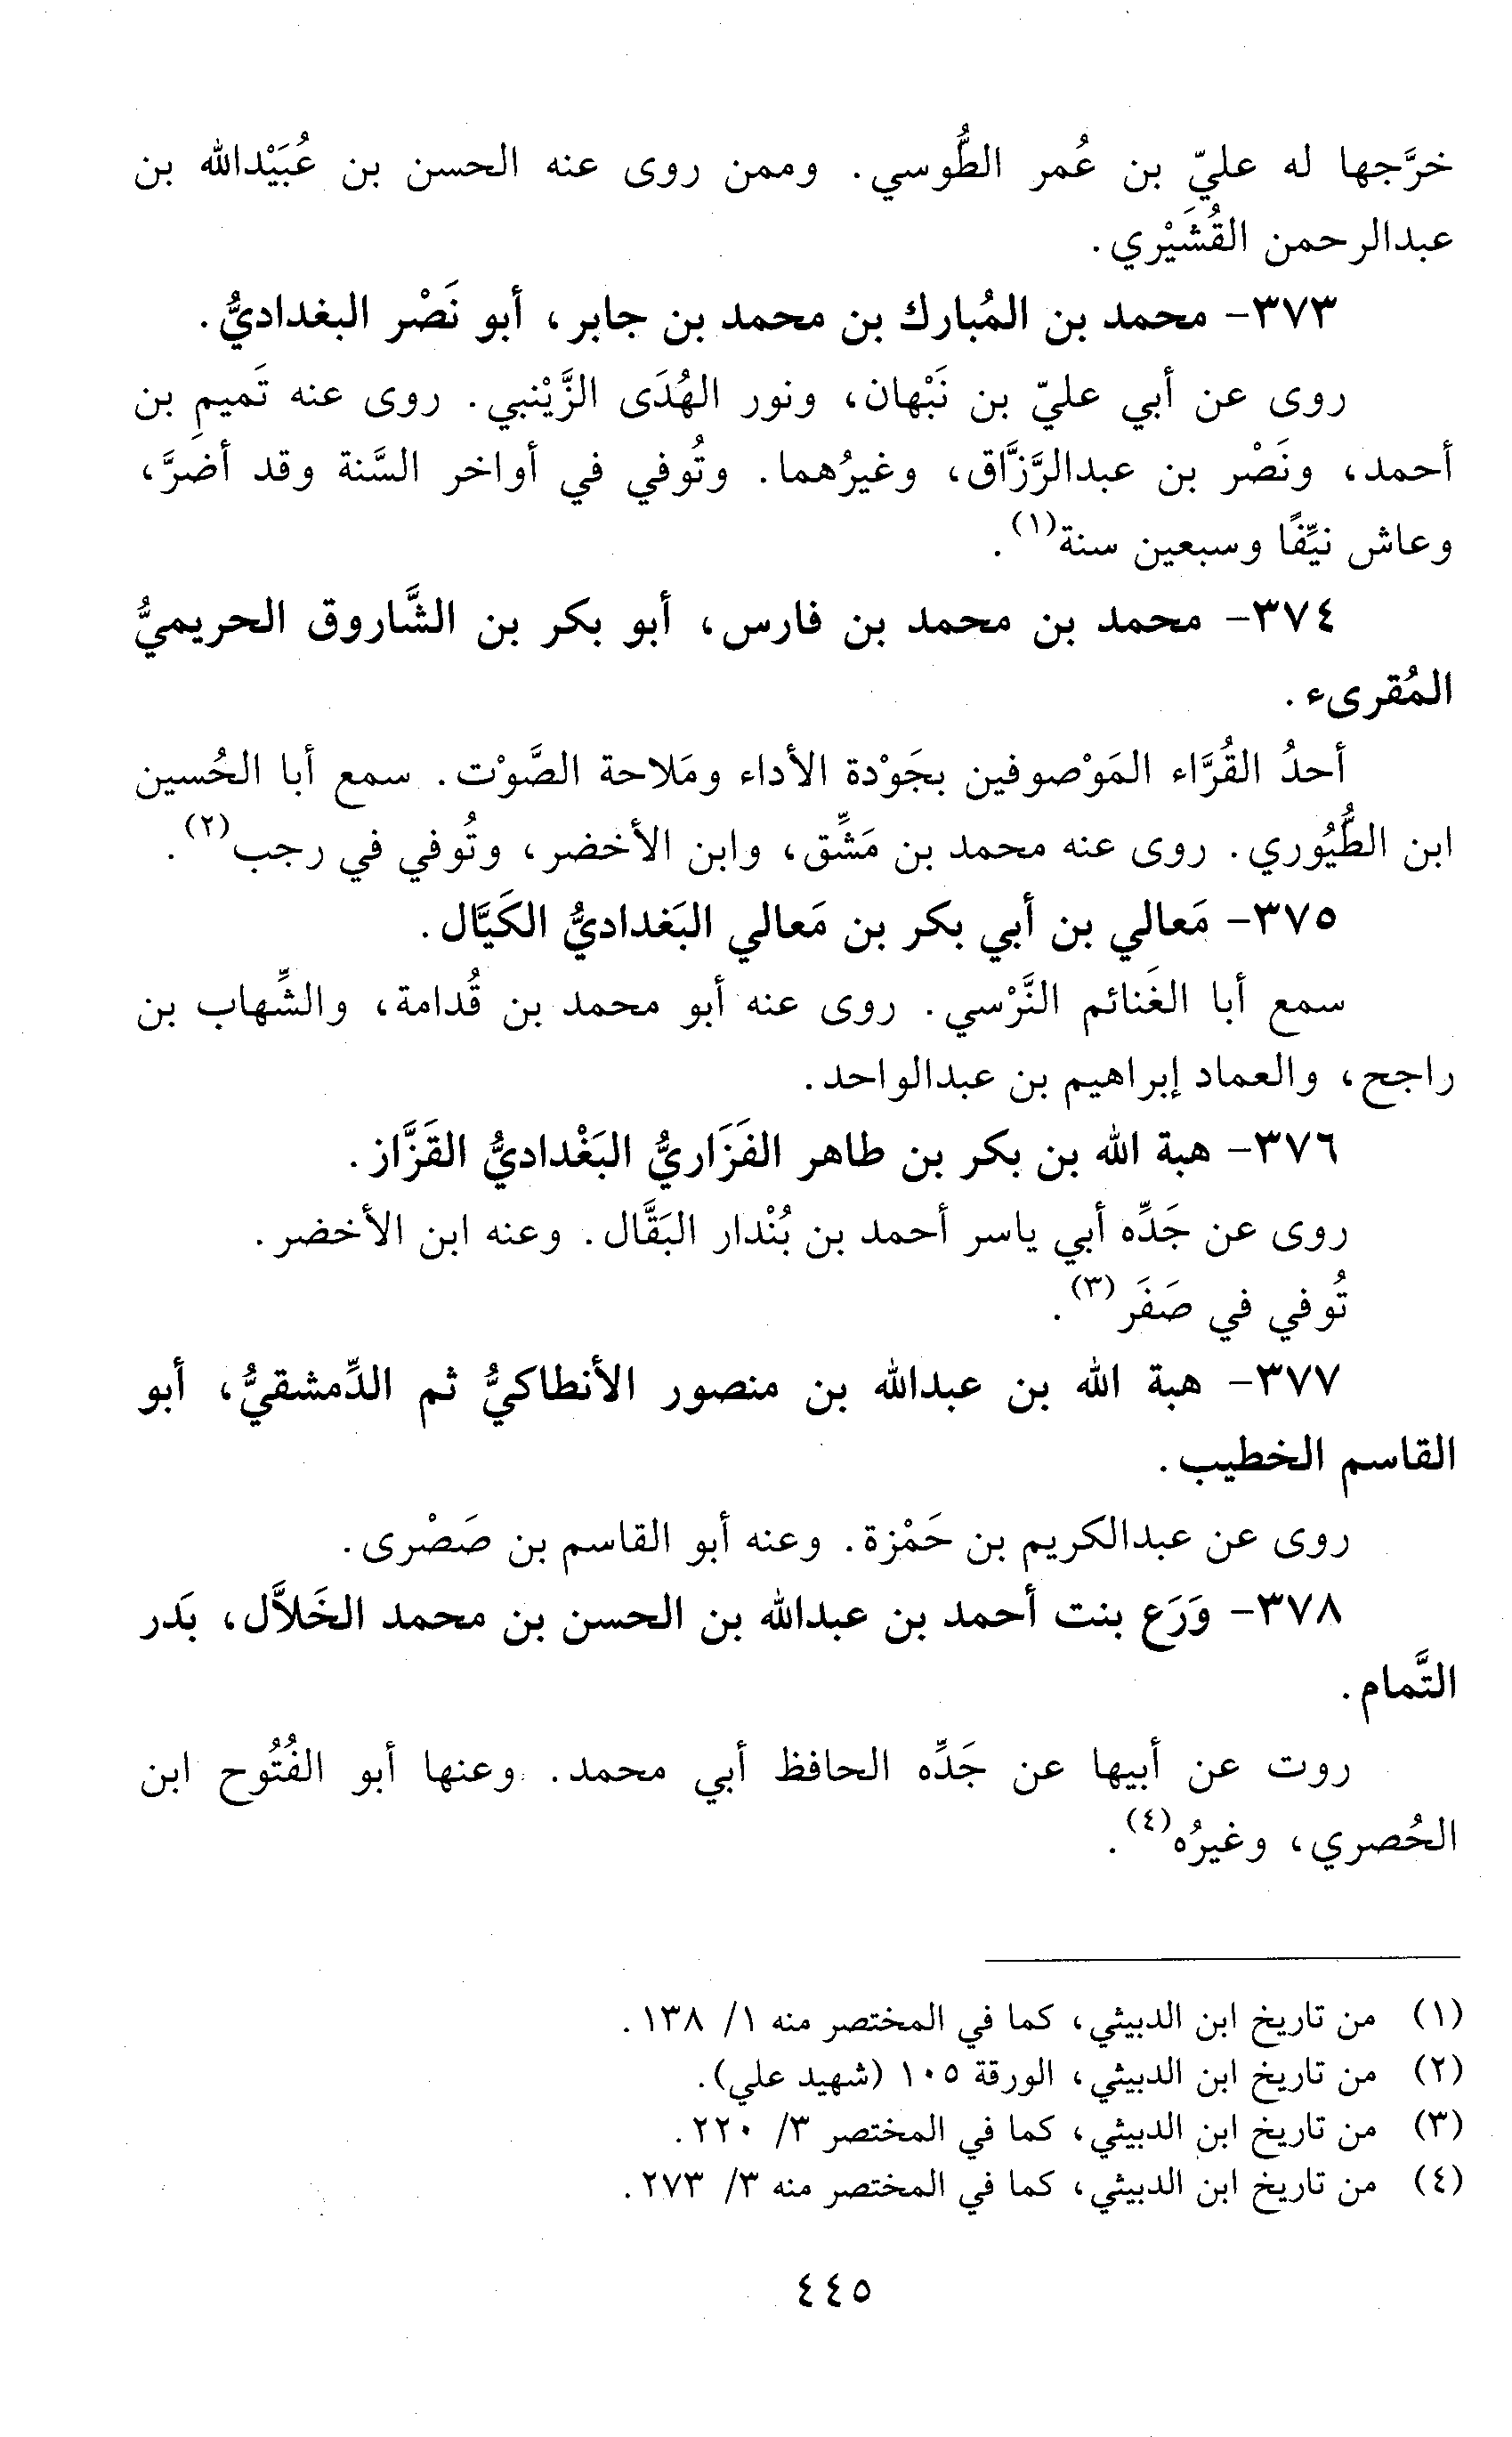 خرَّجها له عليّ بن عُمر الطُّوسي. وممن روى عنه الحسن بن عُبَيْدالله بن
عبدالرحمن القُشَيْري.
٣٧٣- محمد بن المُبارك بن محمد بن جابر، أبو نَصْر البغداديُّ.
روى عن أبي عليّ بن نَبْهان، ونور الهُدَى الزَّيْنبي. روى عنه تَميمِ بن
أحمد، ونَصْر بن عبدالرَّزَّاق، وغيرُهما. وتُوفي في أواخر السَّنة وقد أضرَّ،
وعاش نيِّفًا وسبعين سنة(١).
٣٧٤- محمد بن محمد بن فارس، أبو بكر بن الشَّاروق الحريميُّ
المُقرىء.
أحدُ القُرَّاء المَوْصوفين بجَوْدة الأداء ومَلاحة الصَّوْت. سمع أبا الحُسين
ابن الطُّيُوري. روى عنه محمد بن مَشِّق، وابن الأخضر، وتُوفي في رجب(٢).
٣٧٥- مَعالي بن أبي بكر بن مَعالي البَغداديُّ الكَيَّال.
سمع أبا الغَنائم النَّرْسي. روى عنه أبو محمد بن قُدامة، والشِّهاب بن
راجح، والعماد إبراهيم بن عبدالواحد.
٣٧٦- هبة الله بن بكر بن طاهر الفَزَاريُّ البَغْداديُّ القَزَّاز.
روى عن جَدِّه أبي ياسر أحمد بن بُنْدار البَقَّال. وعنه ابن الأخضر.
تُوفي في صَفَر(٣).
٣٧٧- هبة الله بن عبدالله بن منصور الأنطاكيُّ ثم الدِّمشقيُّ، أبو
القاسم الخطيب.
روى عن عبدالكريم بن حَمْزة. وعنه أبو القاسم بن صَصْرى.
٣٧٨- وَرَع بنت أحمد بن عبدالله بن الحسن بن محمد الخَلاَّل، بَدر
التَّمام.
روت عن أبيها عن جَدِّه الحافظ أبي محمد. وعنها أبو الفُتُوح ابن
الحُصري، وغيرُه(٤).
(١) من تاريخ ابن الدبيثي، كما في المختصر منه ١/ ١٣٨.
(٢) من تاريخ ابن الدبيثي، الورقة ١٠٥ (شهيد علي).
(٣) من تاريخ ابن الدبيثي، كما في المختصر ٣/ ٢٢٠.
(٤) من تاريخ ابن الدبيثي، كما في المختصر منه ٣/ ٢٧٣.
٤٤٥